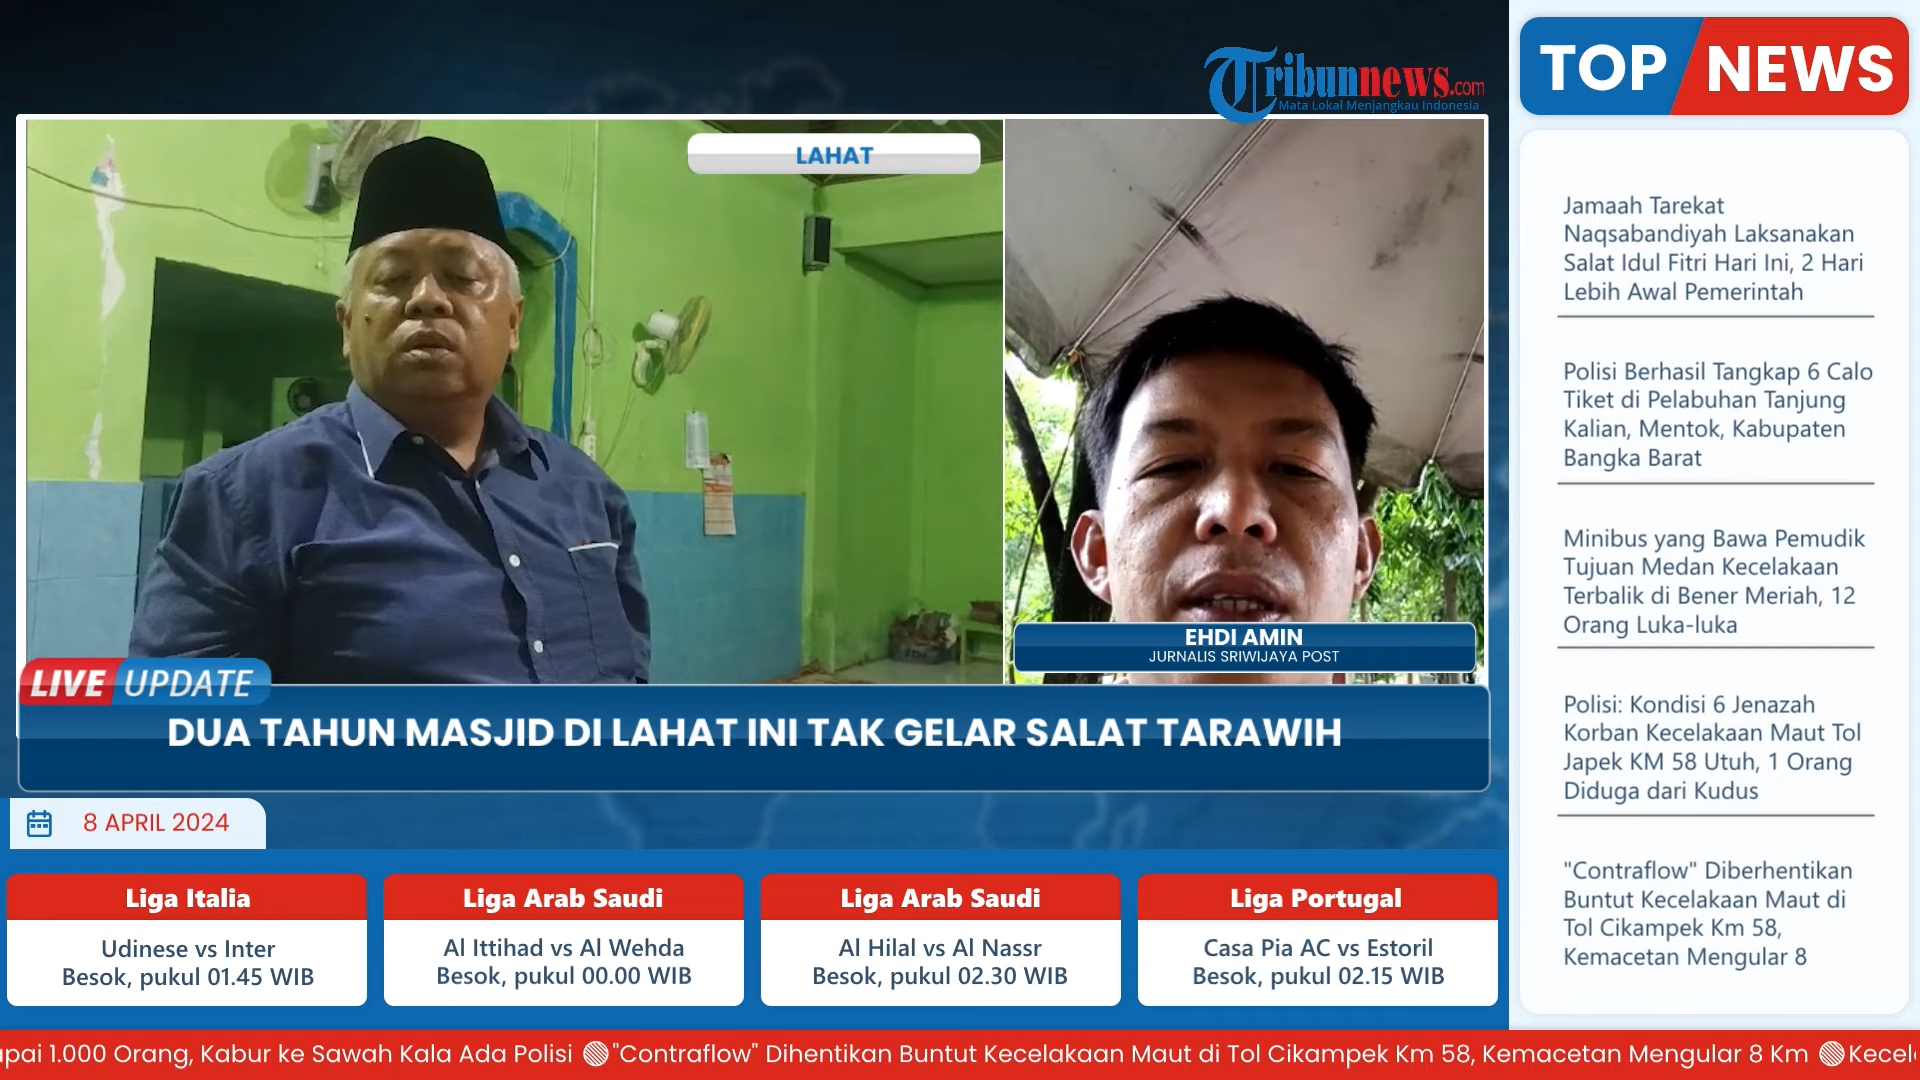 Tribunnews.com
Mata Lokal Menjangkau Indonesia
TOP NEWS
LAHAT
EHDI AMIN
JURNALIS SRIWIJAYA POST
LIVE UPDATE
DUA TAHUN MASJID DI LAHAT INI TAK GELAR SALAT TARAWIH
8 APRIL 2024
Jamaah Tarekat
Naqsabandiyah Laksanakan
Salat Idul Fitri Hari Ini, 2 Hari
Lebih Awal Pemerintah
Polisi Berhasil Tangkap 6 Calo
Tiket di Pelabuhan Tanjung
Kalian, Mentok, Kabupaten
Bangka Barat
Minibus yang Bawa Pemudik
Tujuan Medan Kecelakaan
Terbalik di Bener Meriah, 12
Orang Luka-luka
Polisi: Kondisi 6 Jenazah
Korban Kecelakaan Maut Tol
Japek KM 58 Utuh, 1 Orang
Diduga dari Kudus
"Contraflow" Diberhentikan
Buntut Kecelakaan Maut di
Tol Cikampek Km 58,
Kemacetan Mengular 8
Liga Italia
Udinese vs Inter
Besok, pukul 01.45 WIB
Liga Arab Saudi
Al Ittihad vs Al Wehda
Besok, pukul 00.00 WIB
Liga Arab Saudi
Al Hilal vs Al Nassr
Besok, pukul 02.30 WIB
Liga Portugal
Casa Pia AC vs Estoril
Besok, pukul 02.15 WIB
apai 1.000 Orang, Kabur ke Sawah Kala Ada Polisi "Contraflow" Dihentikan Buntut Kecelakaan Maut di Tol Cikampek Km 58, Kemacetan Mengular 8 Km Kecel